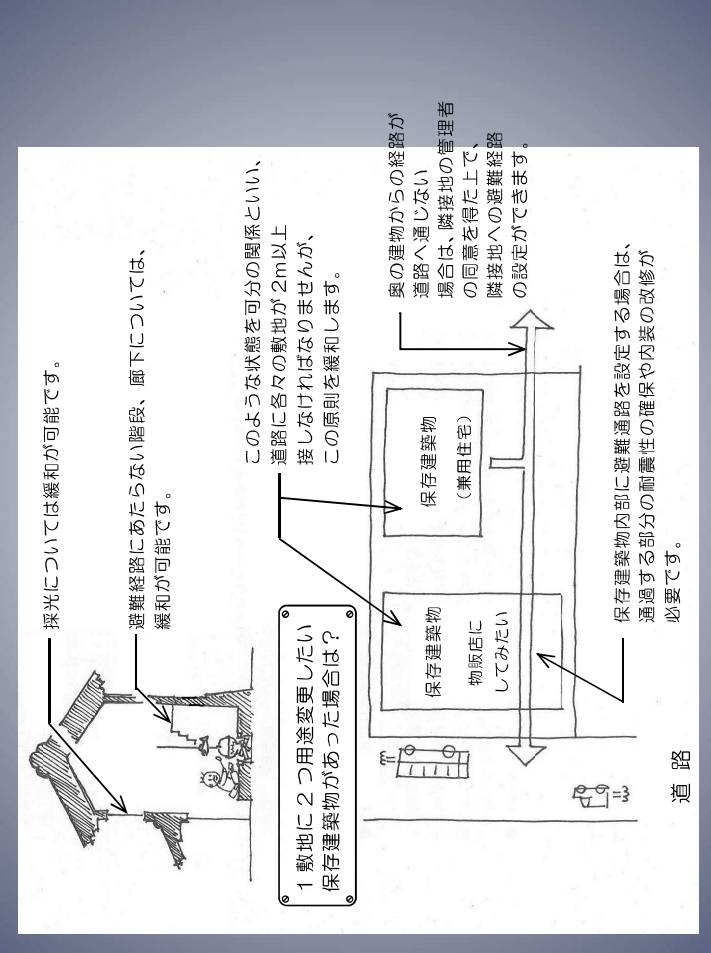 採光については緩和が可能です。
避難経路にあたらない階段、廊下については、
緩和が可能です。
1敷地に2つ用途変更したい
保存建築物があった場合は?
このような状態を可分の関係といい、
道路に各々の敷地が2m以上
接しなければなりませんが、
この原則を緩和します。
奥の建物からの経路が
道路へ通じない
場合は、隣接地の管理者
の同意を得た上で、
隣接地への避難経路
の設定ができます。
保存建築物
(兼用住宅)
保存建築物
物販店に
してみたい
保存建築物内部に避難通路を設定する場合は、
通過する部分の耐震性の確保や内装の改修が
必要です。
道 路